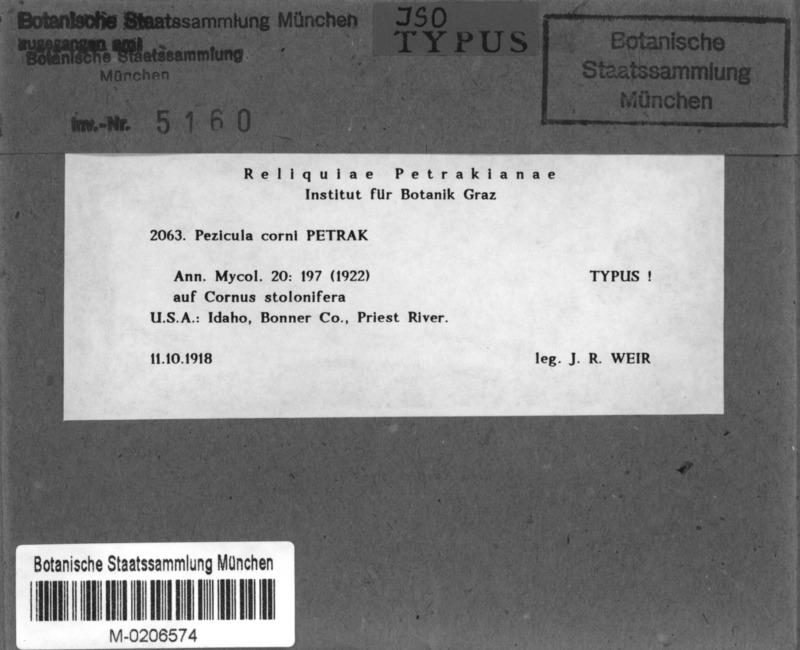 Botanische Staatssammlung München
zugegangen am:
Botanische Staatssammlung
München
Inv.-Nr. 5160
ISO
TYPUS
Botanische
Staatssammlung
München
Reliquiae Petrakianae
Institut für Botanik Graz
2063. Pezicula corni PETRAK
Ann. Mycol. 20: 197 (1922) TYPUS !
auf Cornus stolonifera
U.S.A.: Idaho, Bonner Co., Priest River.
11.10.1918 leg. J. R. WEIR
Botanische Staatssammlung München
M-0206574